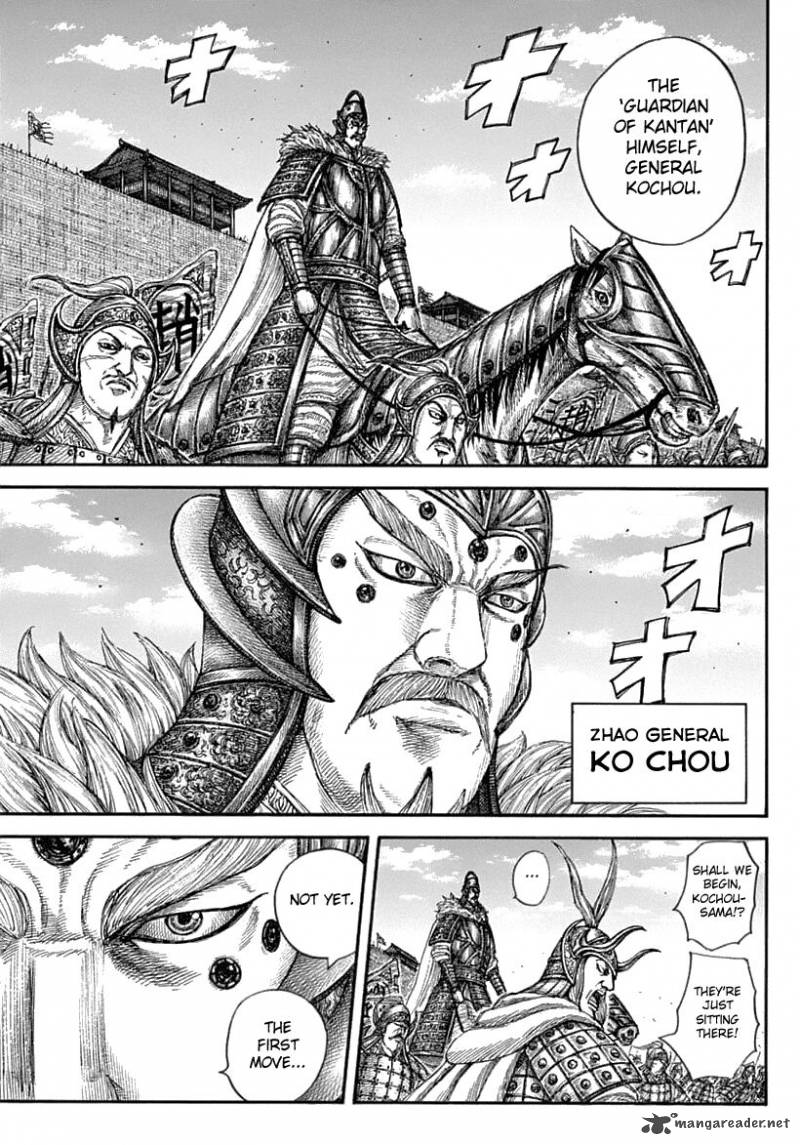 オ
オ
オ
THE
'GUARDIAN
OF KANTAN'
HIMSELF,
GENERAL
KOCHOU.
オ
趙
オ
オ
ZHAO GENERAL
KO CHOU
SHALL WE
BEGIN,
KOCHOU-
SAMA!?
THEY'RE
JUST
SITTING
THERE!
...
NOT YET.
THE
FIRST
MOVE...
mangareader.net